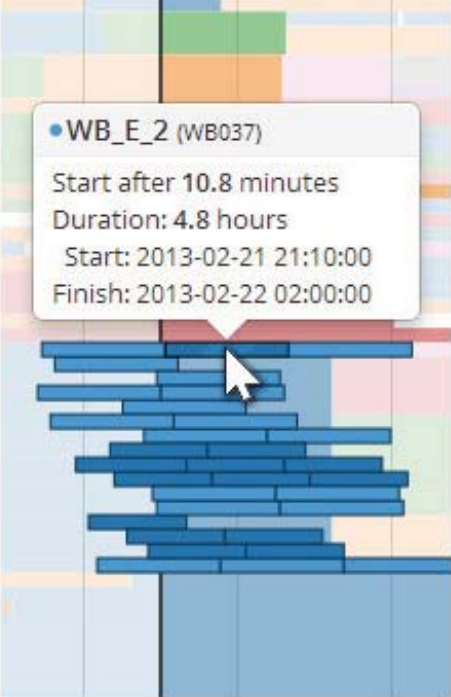 WB_E_2 (WB037)
Start after 10.8 minutes
Duration: 4.8 hours
Start: 2013-02-21 21:10:00
Finish: 2013-02-22 02:00:00